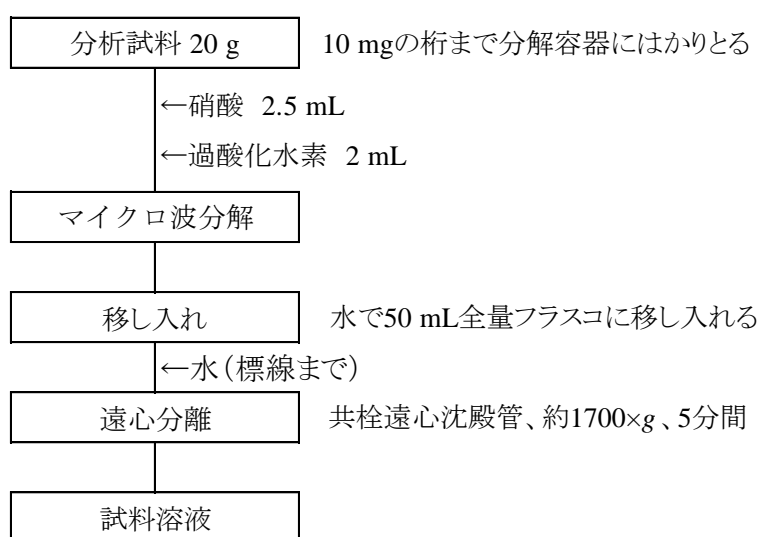 分析試料 20 g 10 mgの桁まで分解容器にはかりとる
←硝酸 2.5 mL
←過酸化水素 2 mL
マイクロ波分解
移し入れ 水で50 mL全量フラスコに移し入れる
←水(標線まで)
遠心分離 共栓遠心沈殿管、約1700×g、5分間
試料溶液